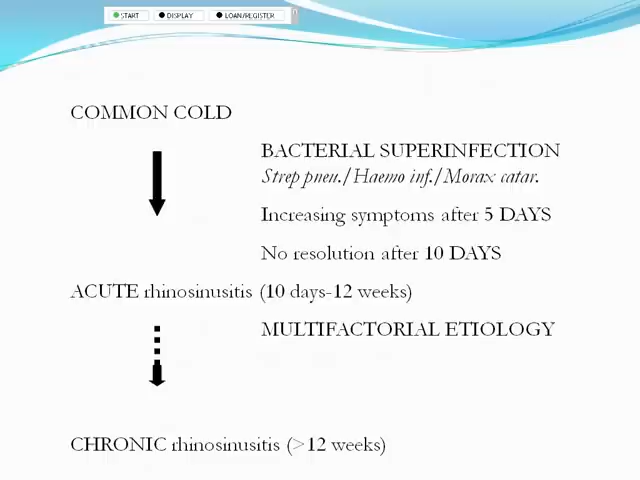 START
DISPLAY
LOAN/REGISTER
COMMON COLD
BACTERIAL SUPERINFECTION
Strep pneu./Haemo inf./Morax catar.
Increasing symptoms after 5 DAYS
No resolution after 10 DAYS
ACUTE rhinosinusitis (10 days-12 weeks)
MULTIFACTORIAL ETIOLOGY
CHRONIC rhinosinusitis (>12 weeks)